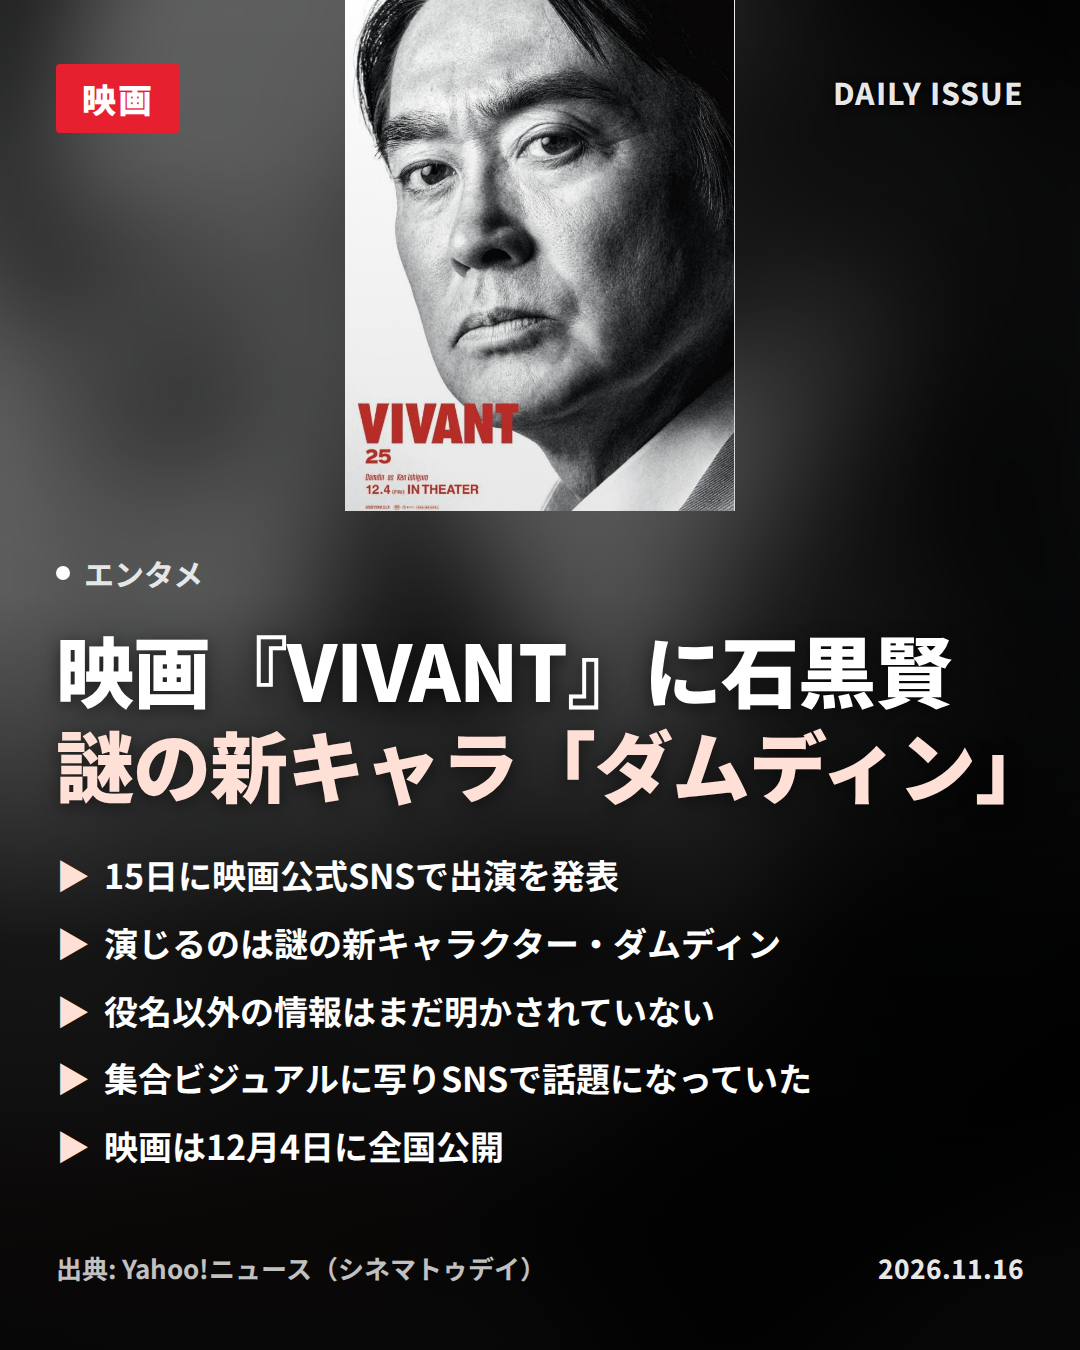 映画
DAILY ISSUE
VIVANT
25
Damdin as Ken Ishiguro
12.4 (FRI) IN THEATER
エンタメ
映画『VIVANT』に石黒賢
謎の新キャラ「ダムディン」
▶ 15日に映画公式SNSで出演を発表
▶ 演じるのは謎の新キャラクター・ダムディン
▶ 役名以外の情報はまだ明かされていない
▶ 集合ビジュアルに写りSNSで話題になっていた
▶ 映画は12月4日に全国公開
出典: Yahoo!ニュース（シネマトゥデイ）
2026.11.16